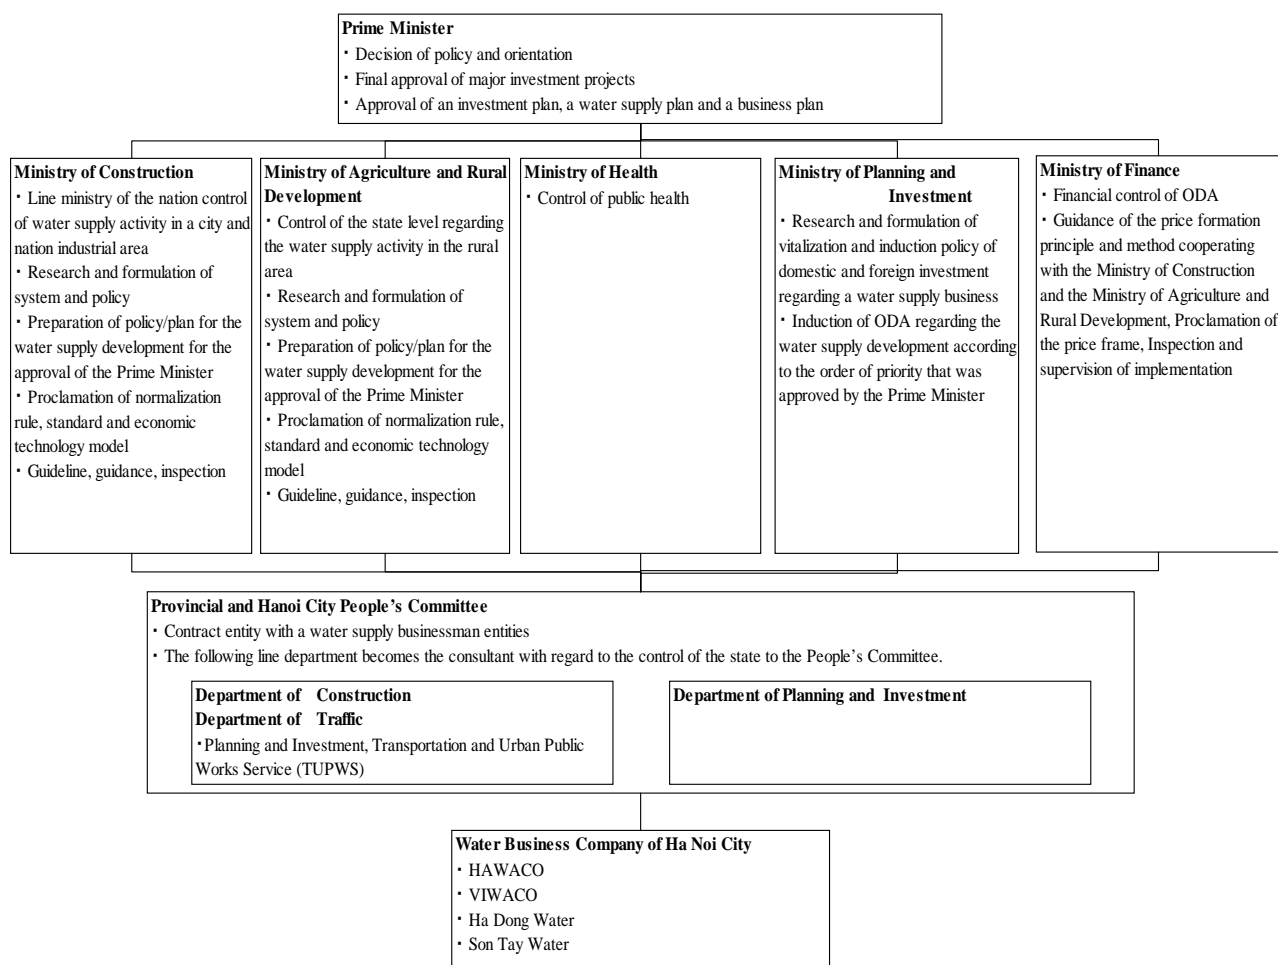 Prime Minister
・Decision of policy and orientation
・Final approval of major investment projects
・Approval of an investment plan, a water supply plan and a business plan
Ministry of Construction
・Line ministry of the nation control
of water supply activity in a city and
nation industrial area
・Research and formulation of
system and policy
・Preparation of policy/plan for the
water supply development for the
approval of the Prime Minister
・Proclamation of normalization
rule, standard and economic
technology model
・Guideline, guidance, inspection
Ministry of Agriculture and Rural
Development
・Control of the state level regarding
the water supply activity in the rural
area
・Research and formulation of
system and policy
・Preparation of policy/plan for the
water supply development for the
approval of the Prime Minister
・Proclamation of normalization rule,
standard and economic technology
model
・Guideline, guidance, inspection
Ministry of Health
・Control of public health
Ministry of Planning and
Investment
・Research and formulation of
vitalization and induction policy of
domestic and foreign investment
regarding a water supply business
・Induction of ODA regarding the
water supply development according
to the order of priority that was
approved by the Prime Minister
Ministry of Finance
・Financial control of ODA
・Guidance of the price formation
principle and method cooperating
with the Ministry of Construction
and the Ministry of Agriculture and
Rural Development, Proclamation of
the price frame, Inspection and
supervision of implementation
Provincial and Hanoi City People's Committee
・Contract entity with a water supply businessman entities
・The following line department becomes the consultant with regard to the control of the state to the People's Committee.
Department of Construction
Department of Traffic
・Planning and Investment, Transportation and Urban Public
Works Service (TUPWS)
Department of Planning and Investment
Water Business Company of Ha Noi City
・HAWACO
・VIWACO
・Ha Dong Water
・Son Tay Water